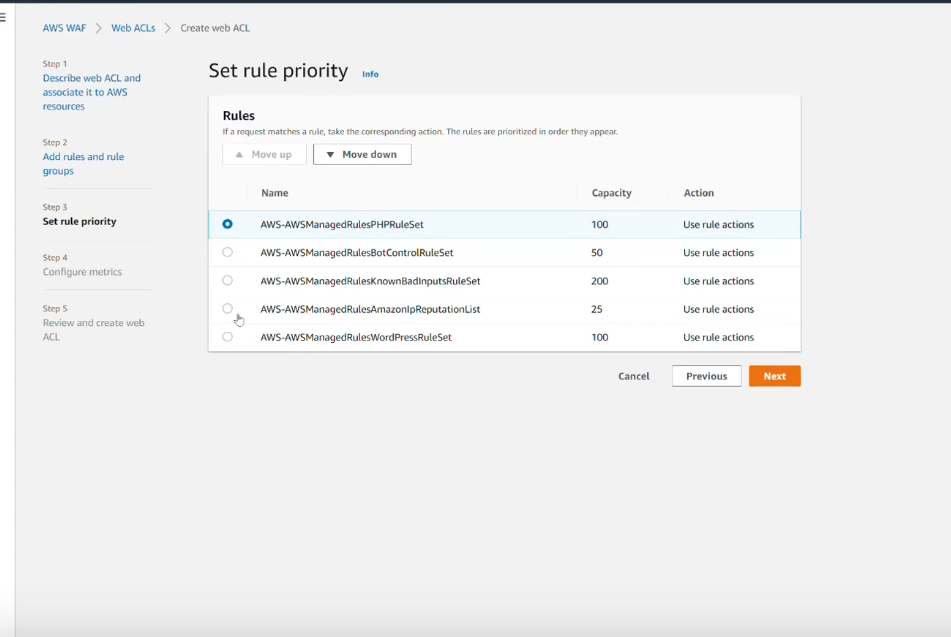 AWS WAF > Web ACLs > Create web ACL
Step 1
Describe web ACL and
associate it to AWS
resources
Step 2
Add rules and rule
groups
Step 3
Set rule priority
Step 4
Configure metrics
Step 5
Review and create web
ACL
Set rule priority Info
Rules
If a request matches a rule, take the corresponding action. The rules are prioritized in order they appear.
▲ Move up ▼ Move down
Name Capacity Action
AWS-AWSManagedRulesPHPRuleSet 100 Use rule actions
AWS-AWSManagedRulesBotControlRuleSet 50 Use rule actions
AWS-AWSManagedRulesKnownBadInputsRuleSet 200 Use rule actions
AWS-AWSManagedRulesAmazonIpReputationList 25 Use rule actions
AWS-AWSManagedRulesWordPressRuleSet 100 Use rule actions
Cancel Previous Next